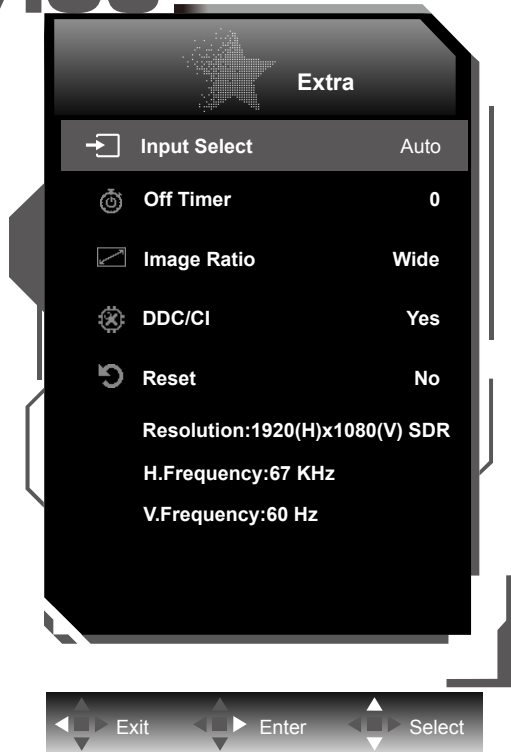 Extra
Input Select Auto
Off Timer 0
Image Ratio Wide
DDC/CI Yes
Reset No
Resolution:1920(H)x1080(V) SDR
H.Frequency:67 KHz
V.Frequency:60 Hz
Exit Enter Select